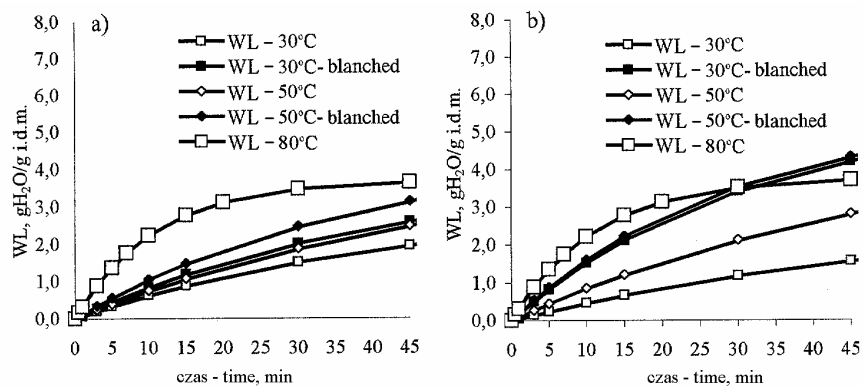 a)
8,0
7,0
6,0
5,0
4,0
3,0
2,0
1,0
0,0
WL, gH₂O/g i.d.m.
WL – 30°C
WL – 30°C- blanched
WL – 50°C
WL – 50°C- blanched
WL – 80°C
0 5 10 15 20 25 30 35 40 45
czas - time, min
b)
8,0
7,0
6,0
5,0
4,0
3,0
2,0
1,0
0,0
WL, gH₂O/g i.d.m.
WL – 30°C
WL – 30°C- blanched
WL – 50°C
WL – 50°C- blanched
WL – 80°C
0 5 10 15 20 25 30 35 40 45
czas - time, min